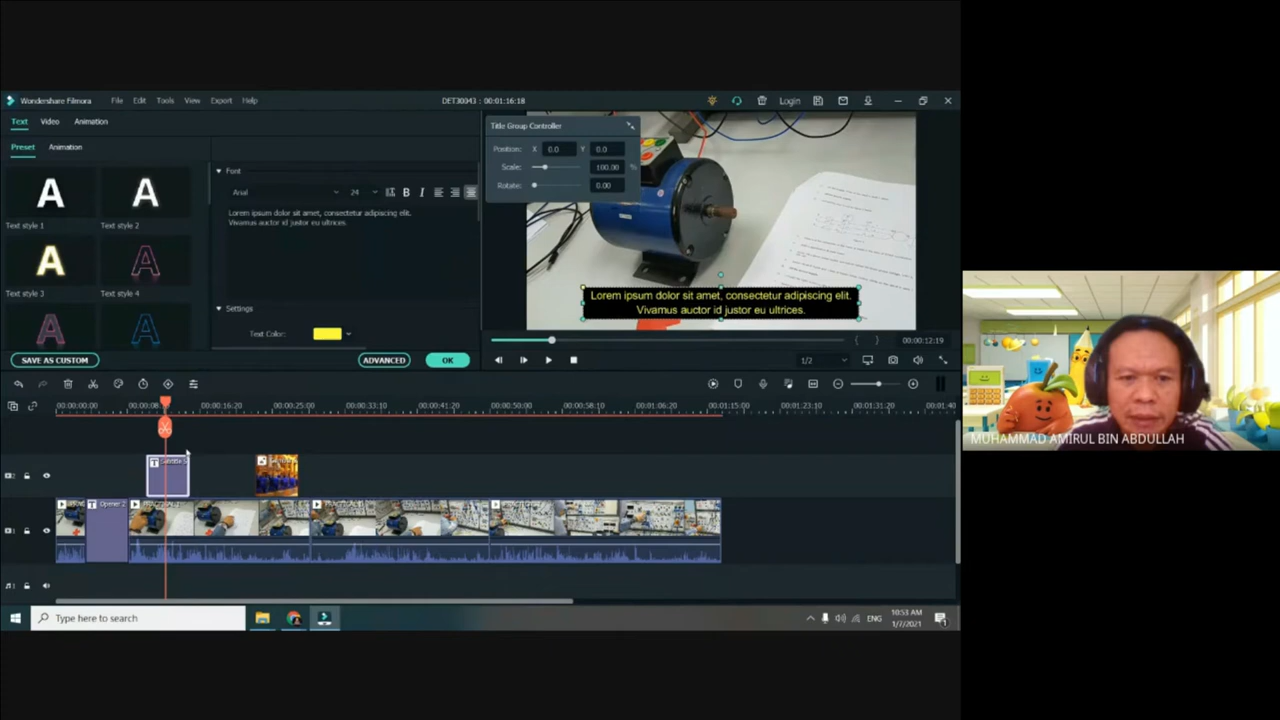 Wondershare Filmora File Edit Tools View Export Help DET30043 : 00:01:16:18 Login
Text Video Animation
Preset Animation
Text style 1 Text style 2
Text style 3 Text style 4
Font
Arial 24
Lorem ipsum dolor sit amet, consectetur adipiscing elit.
Vivamus auctor id justor eu ultrices.
Settings
Text Color:
SAVE AS CUSTOM ADVANCED OK
Title Group Controller
Position: X 0.0 Y 0.0
Scale: 100.00 %
Rotate: 0.00
Lorem ipsum dolor sit amet, consectetur adipiscing elit.
Vivamus auctor id justor eu ultrices.
00:00:12:19
1/2
00:00:00:00 00:00:08 00:00:16:20 00:00:25:00 00:00:33:10 00:00:41:20 00:00:50:00 00:00:58:10 00:01:06:20 00:01:15:00 00:01:23:10 00:01:31:20 00:01:40
Subtitle 5
Opener 2
MUHAMMAD AMIRUL BIN ABDULLAH
Type here to search
ENG
10:53 AM
1/7/2021